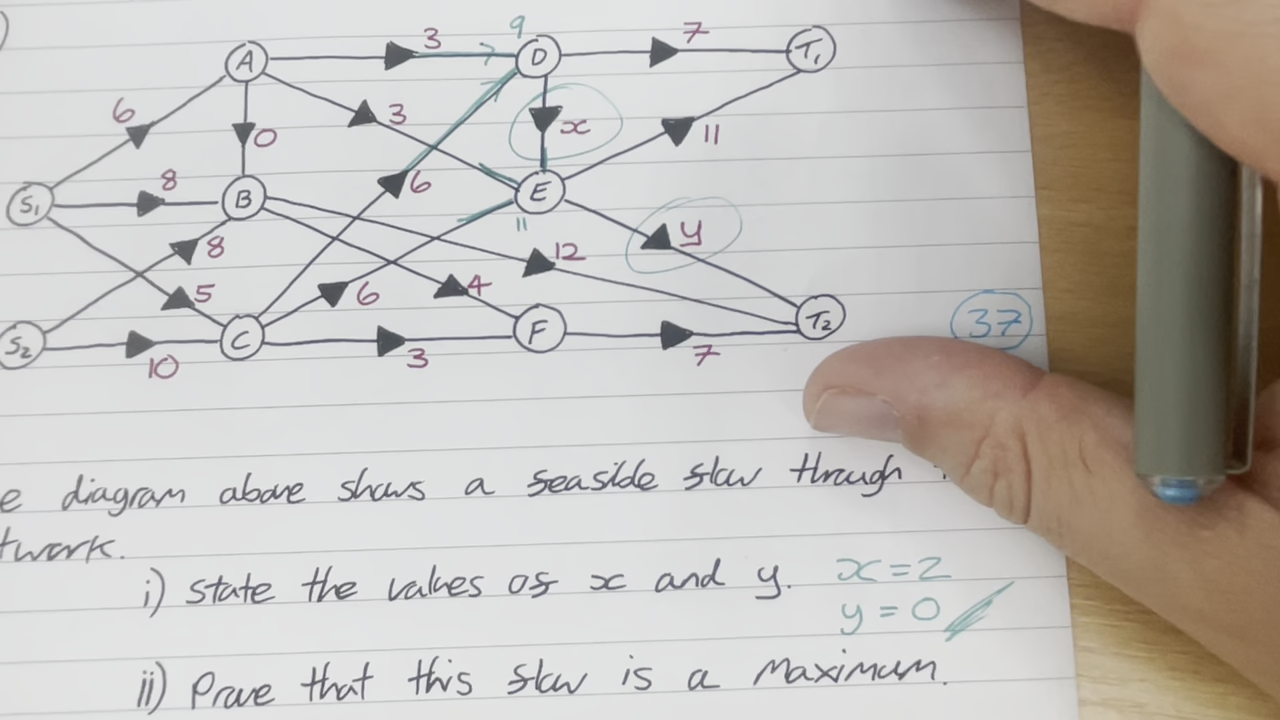 9
A 3 D 7 T₁
6 3 x 11
0
S₁ 8 B 6 E
11
8 12 y
5 6 4
S₂ C F T₂ 37
10 3 7
e diagram above shows a feasible flow through
twork.
i) State the values of x and y. x = 2
y = 0
ii) Prove that this flow is a maximum.